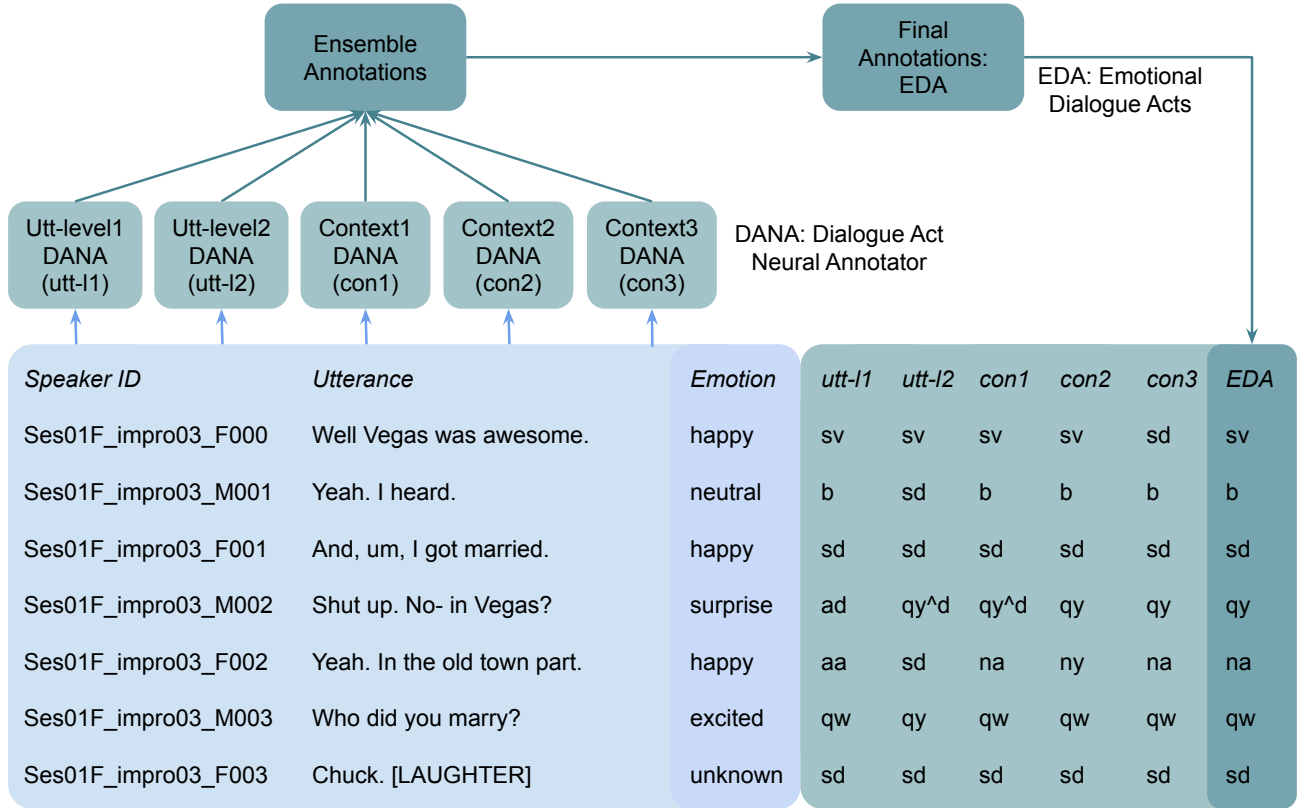 Ensemble
Annotations
Final
Annotations:
EDA
EDA: Emotional
Dialogue Acts
Utt-level1
DANA
(utt-l1)
Utt-level2
DANA
(utt-l2)
Context1
DANA
(con1)
Context2
DANA
(con2)
Context3
DANA
(con3)
DANA: Dialogue Act
Neural Annotator
Speaker ID Utterance Emotion utt-l1 utt-l2 con1 con2 con3 EDA
Ses01F_impro03_F000 Well Vegas was awesome. happy sv sv sv sv sd sv
Ses01F_impro03_M001 Yeah. I heard. neutral b sd b b b b
Ses01F_impro03_F001 And, um, I got married. happy sd sd sd sd sd sd
Ses01F_impro03_M002 Shut up. No- in Vegas? surprise ad qy^d qy^d qy qy qy
Ses01F_impro03_F002 Yeah. In the old town part. happy aa sd na ny na na
Ses01F_impro03_M003 Who did you marry? excited qw qy qw qw qw qw
Ses01F_impro03_F003 Chuck. [LAUGHTER] unknown sd sd sd sd sd sd